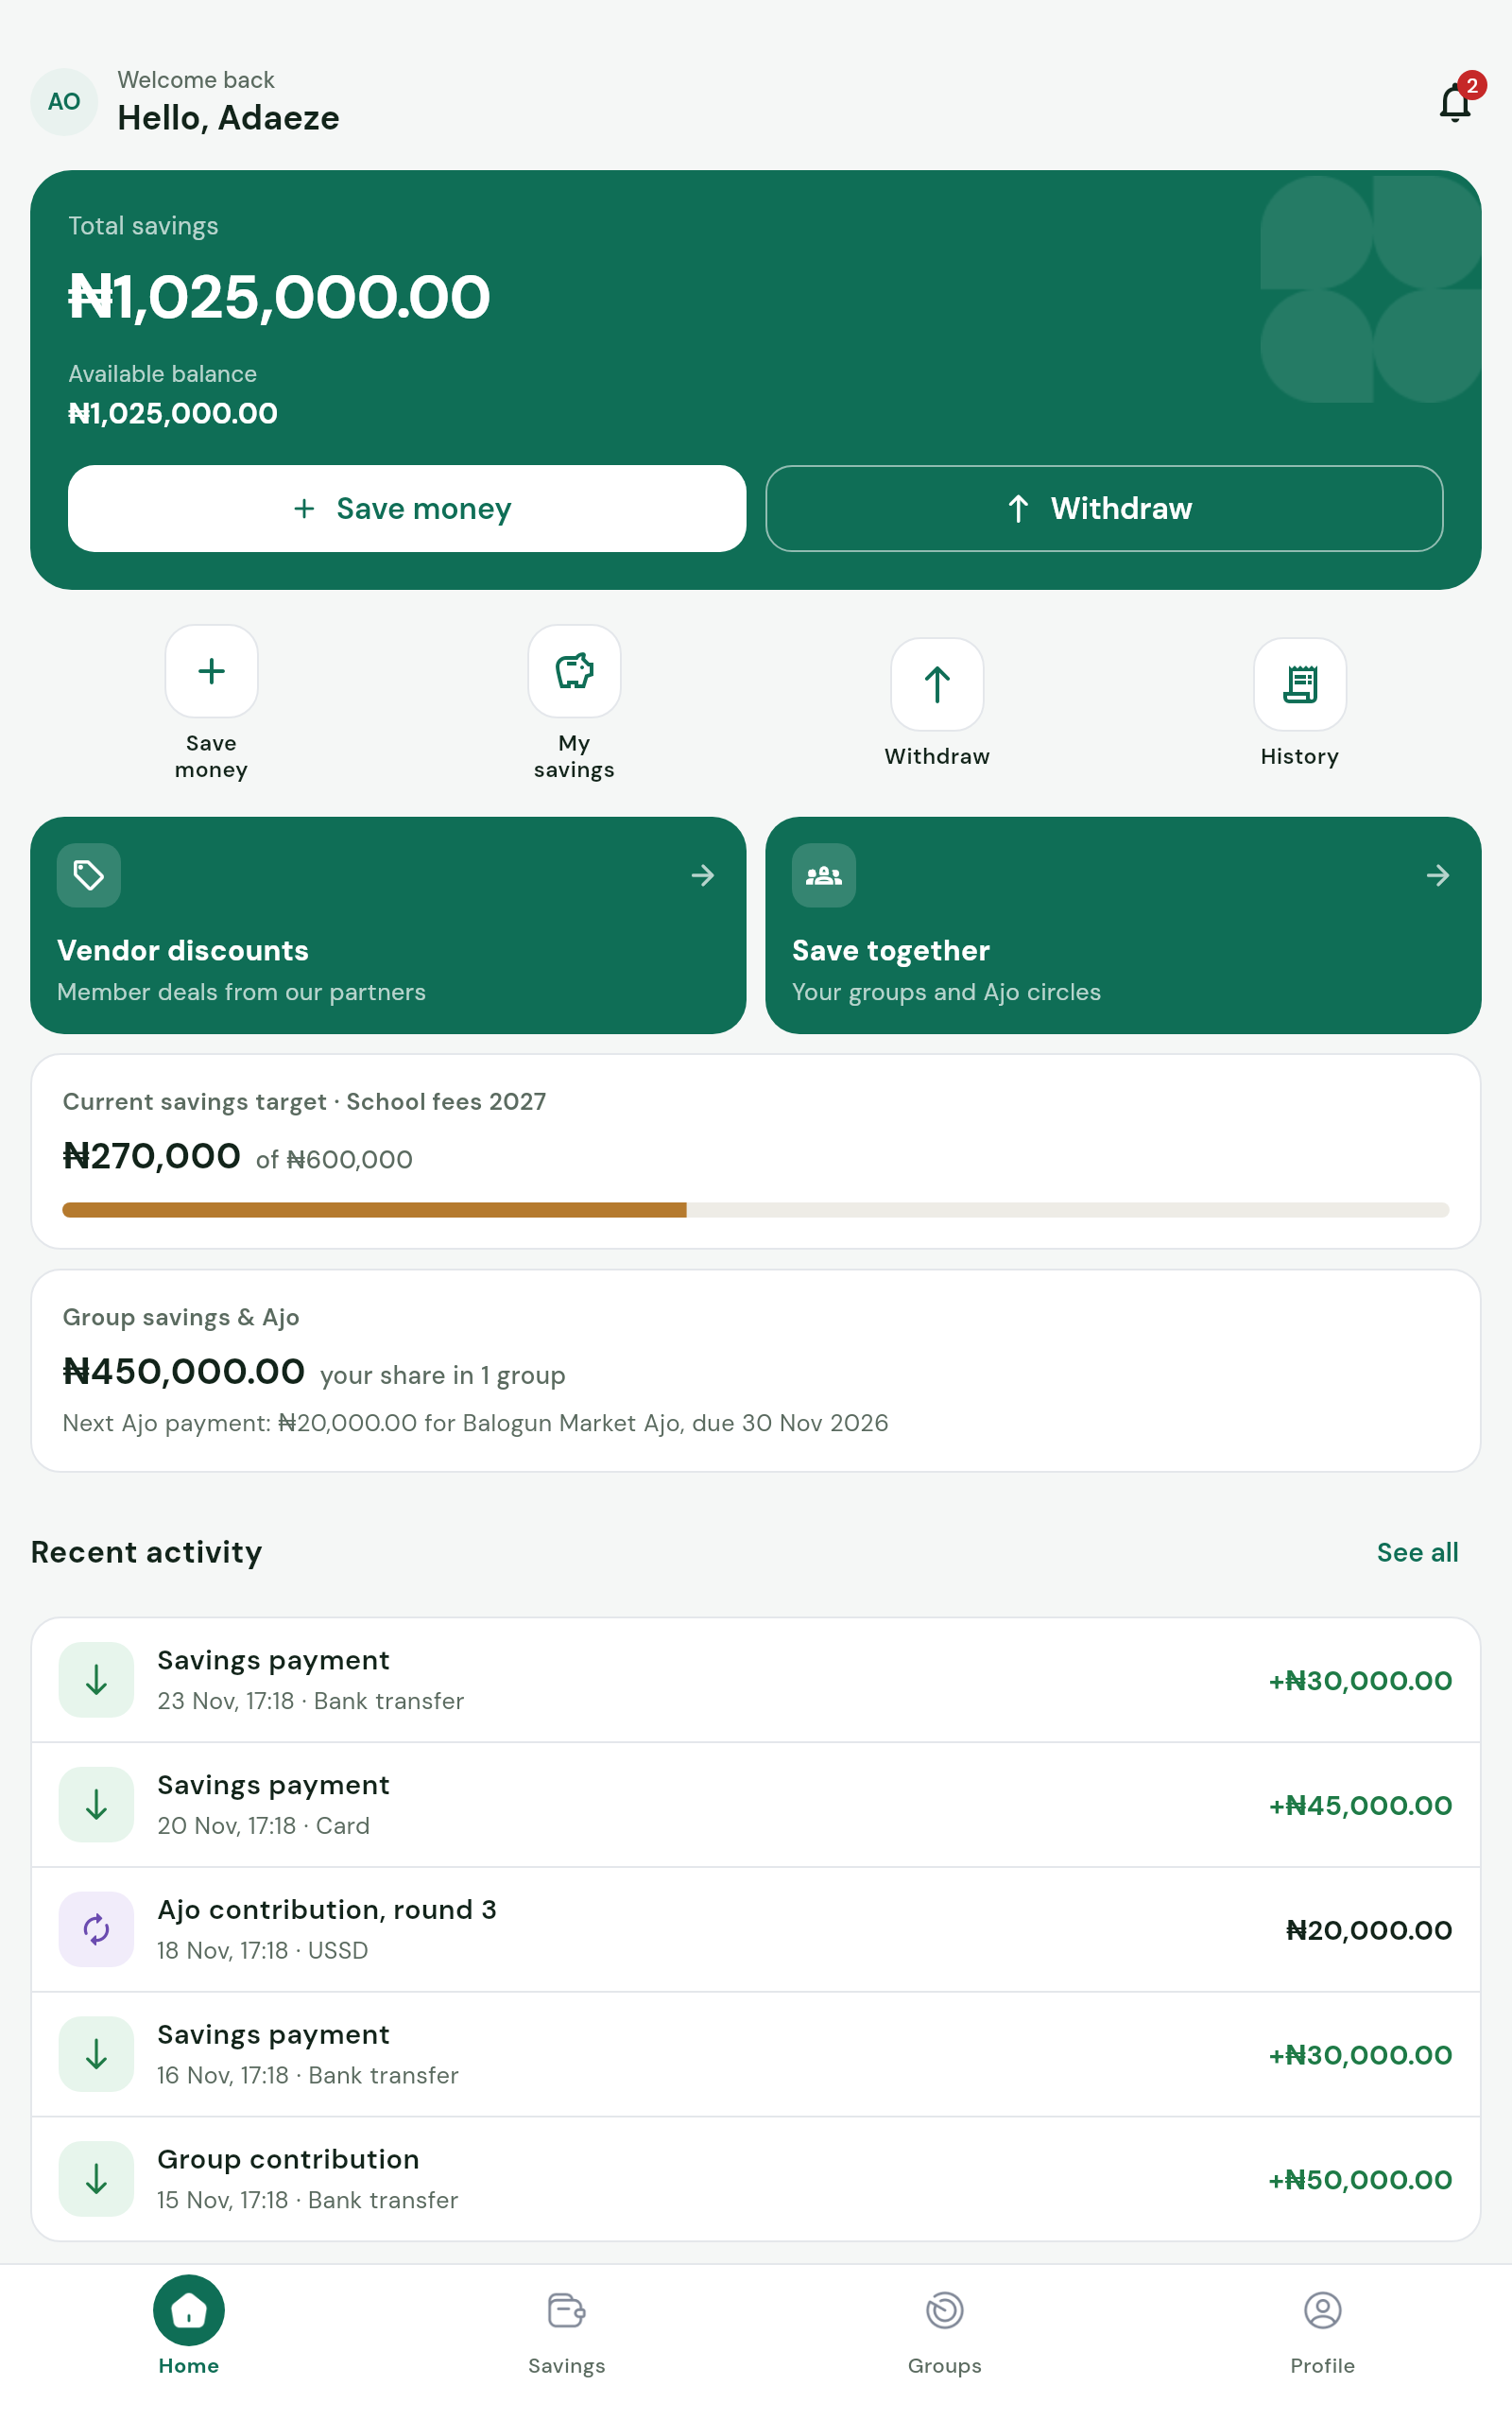 AO
Welcome back
Hello, Adaeze
2
Total savings
₦1,025,000.00
Available balance
₦1,025,000.00
+ Save money
Withdraw
Save
money
My
savings
Withdraw
History
Vendor discounts
Member deals from our partners
Save together
Your groups and Ajo circles
Current savings target · School fees 2027
₦270,000 of ₦600,000
Group savings & Ajo
₦450,000.00 your share in 1 group
Next Ajo payment: ₦20,000.00 for Balogun Market Ajo, due 30 Nov 2026
Recent activity
See all
Savings payment
23 Nov, 17:18 · Bank transfer
+₦30,000.00
Savings payment
20 Nov, 17:18 · Card
+₦45,000.00
Ajo contribution, round 3
18 Nov, 17:18 · USSD
₦20,000.00
Savings payment
16 Nov, 17:18 · Bank transfer
+₦30,000.00
Group contribution
15 Nov, 17:18 · Bank transfer
+₦50,000.00
Home
Savings
Groups
Profile